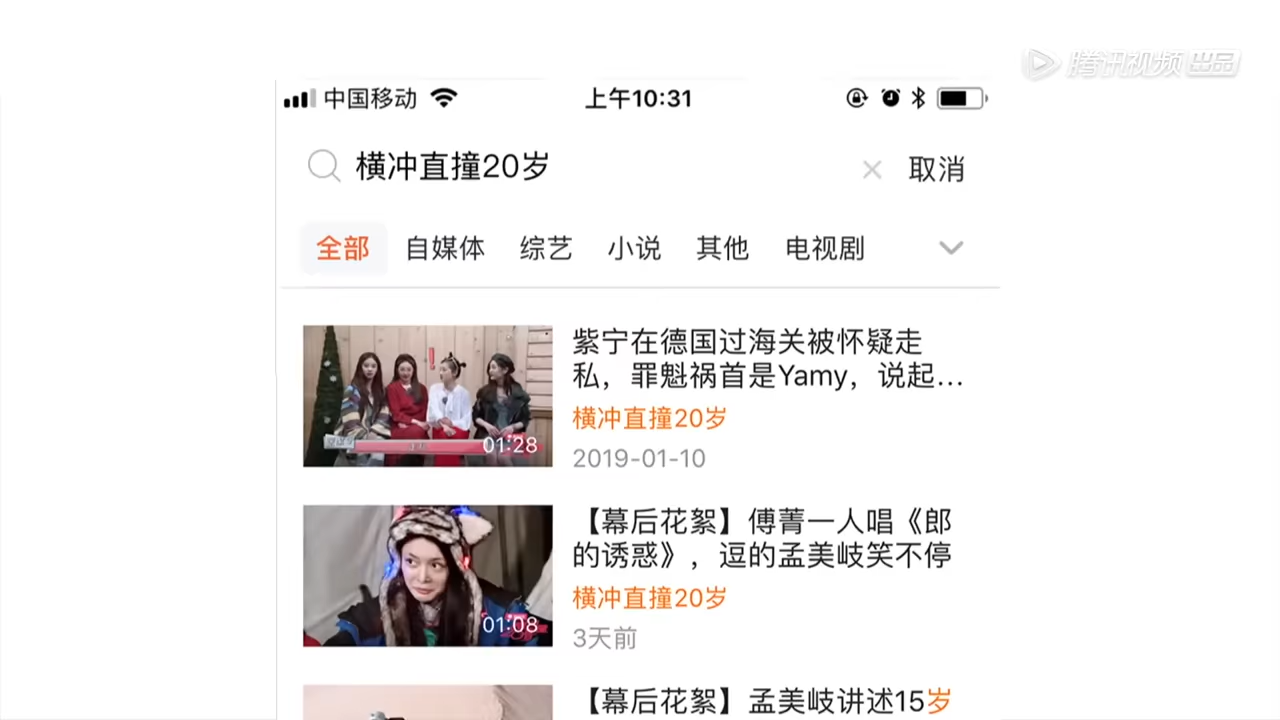 腾讯视频 出品
中国移动
上午10:31
横冲直撞20岁
取消
全部 自媒体 综艺 小说 其他 电视剧
紫宁在德国过海关被怀疑走
私，罪魁祸首是Yamy，说起...
横冲直撞20岁
2019-01-10
01:28
【幕后花絮】傅菁一人唱《郎
的诱惑》，逗的孟美岐笑不停
横冲直撞20岁
3天前
01:08
【幕后花絮】孟美岐讲述15岁